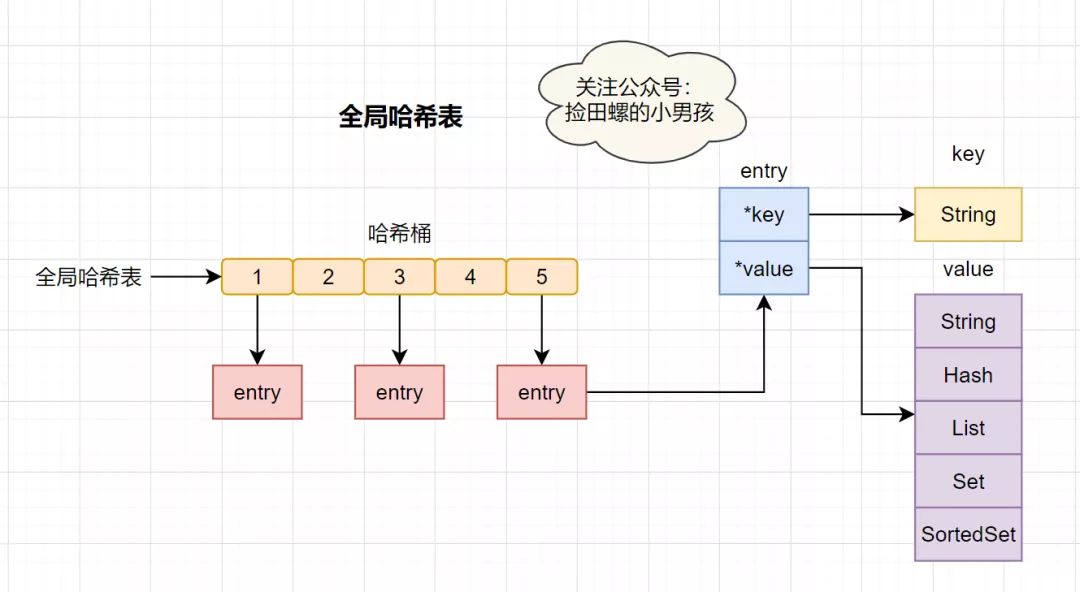 关注公众号：
捡田螺的小男孩
全局哈希表
key
entry
*key
String
哈希桶
全局哈希表
1
2
3
4
5
*value
value
String
Hash
List
Set
SortedSet
entry
entry
entry